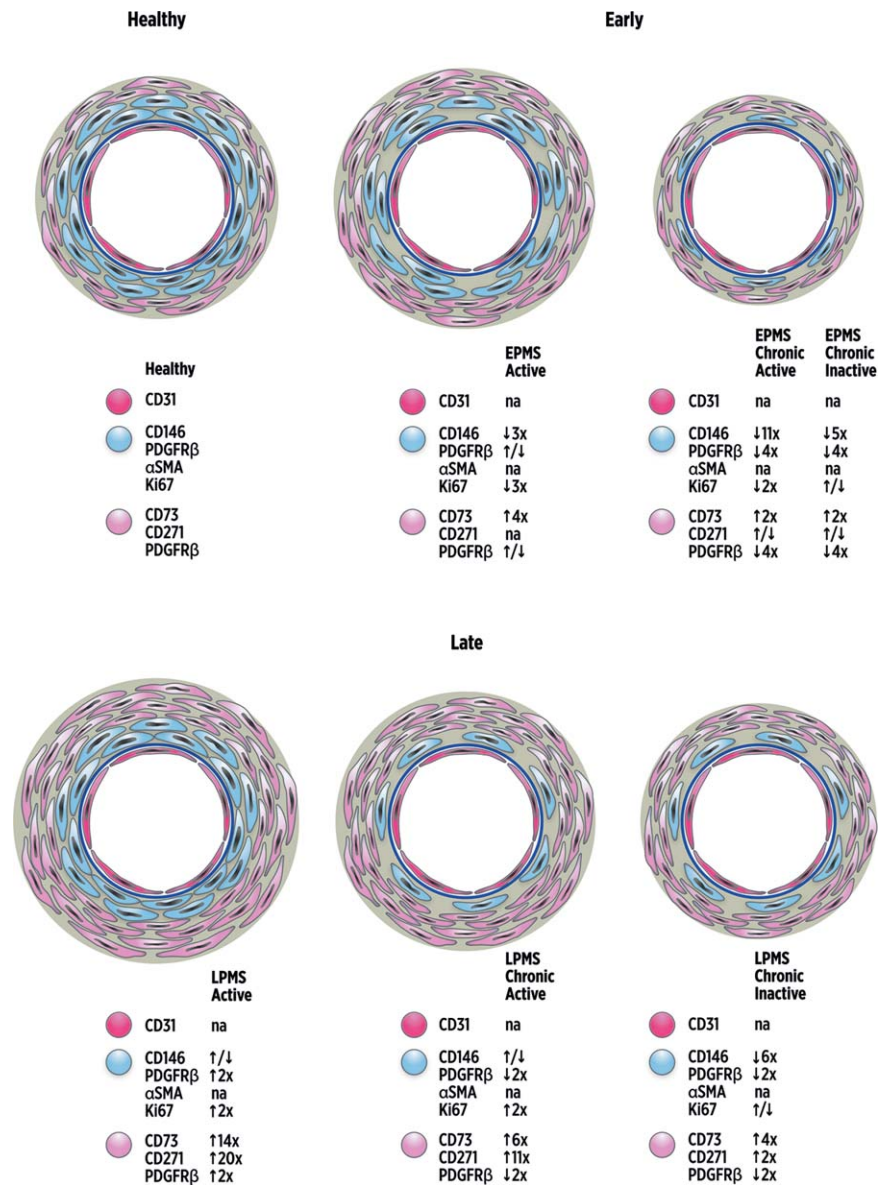 Healthy
Early
Healthy
CD31
CD146
PDGFRβ
αSMA
Ki67
CD73
CD271
PDGFRβ
EPMS
Active
CD31 na
CD146 ↓3x
PDGFRβ ↑/↓
αSMA na
Ki67 ↓3x
CD73 ↑4x
CD271 na
PDGFRβ ↑/↓
EPMS EPMS
Chronic Chronic
Active Inactive
CD31 na na
CD146 ↓11x ↓5x
PDGFRβ ↓4x ↓4x
αSMA na na
Ki67 ↓2x ↑/↓
CD73 ↑2x ↑2x
CD271 ↑/↓ ↑/↓
PDGFRβ ↓4x ↓4x
Late
LPMS
Active
CD31 na
CD146 ↑/↓
PDGFRβ ↑2x
αSMA na
Ki67 ↑2x
CD73 ↑14x
CD271 ↑20x
PDGFRβ ↑2x
LPMS
Chronic
Active
CD31 na
CD146 ↑/↓
PDGFRβ ↓2x
αSMA na
Ki67 ↑2x
CD73 ↑6x
CD271 ↑11x
PDGFRβ ↓2x
LPMS
Chronic
Inactive
CD31 na
CD146 ↓6x
PDGFRβ ↓2x
αSMA na
Ki67 ↑/↓
CD73 ↑4x
CD271 ↑2x
PDGFRβ ↓2x